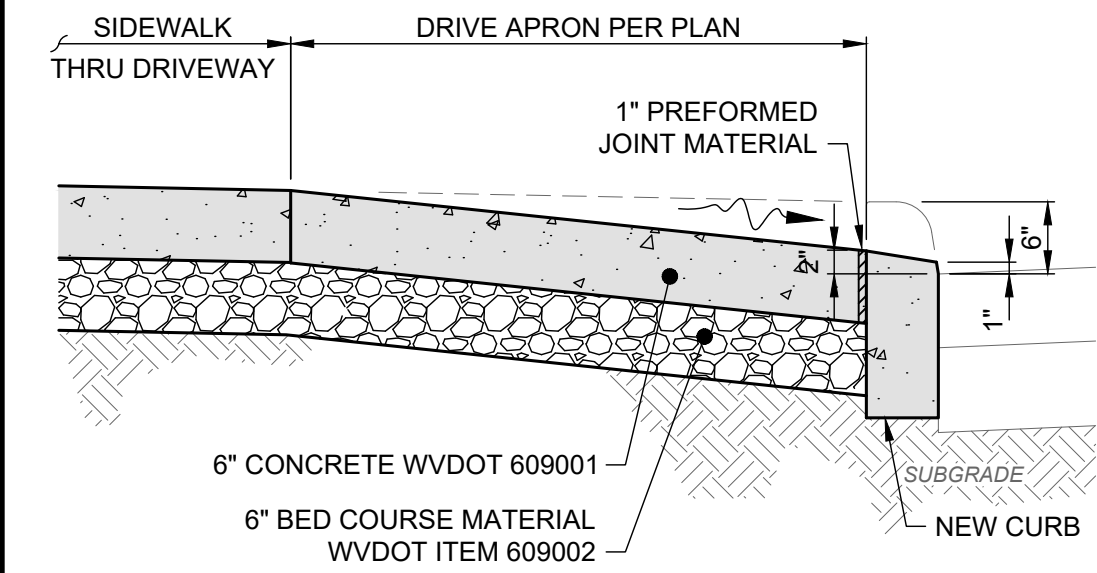 SIDEWALK
THRU DRIVEWAY
DRIVE APRON PER PLAN
1" PREFORMED
JOINT MATERIAL
2"
6"
1"
6" CONCRETE WVDOT 609001
6" BED COURSE MATERIAL
WVDOT ITEM 609002
SUBGRADE
NEW CURB